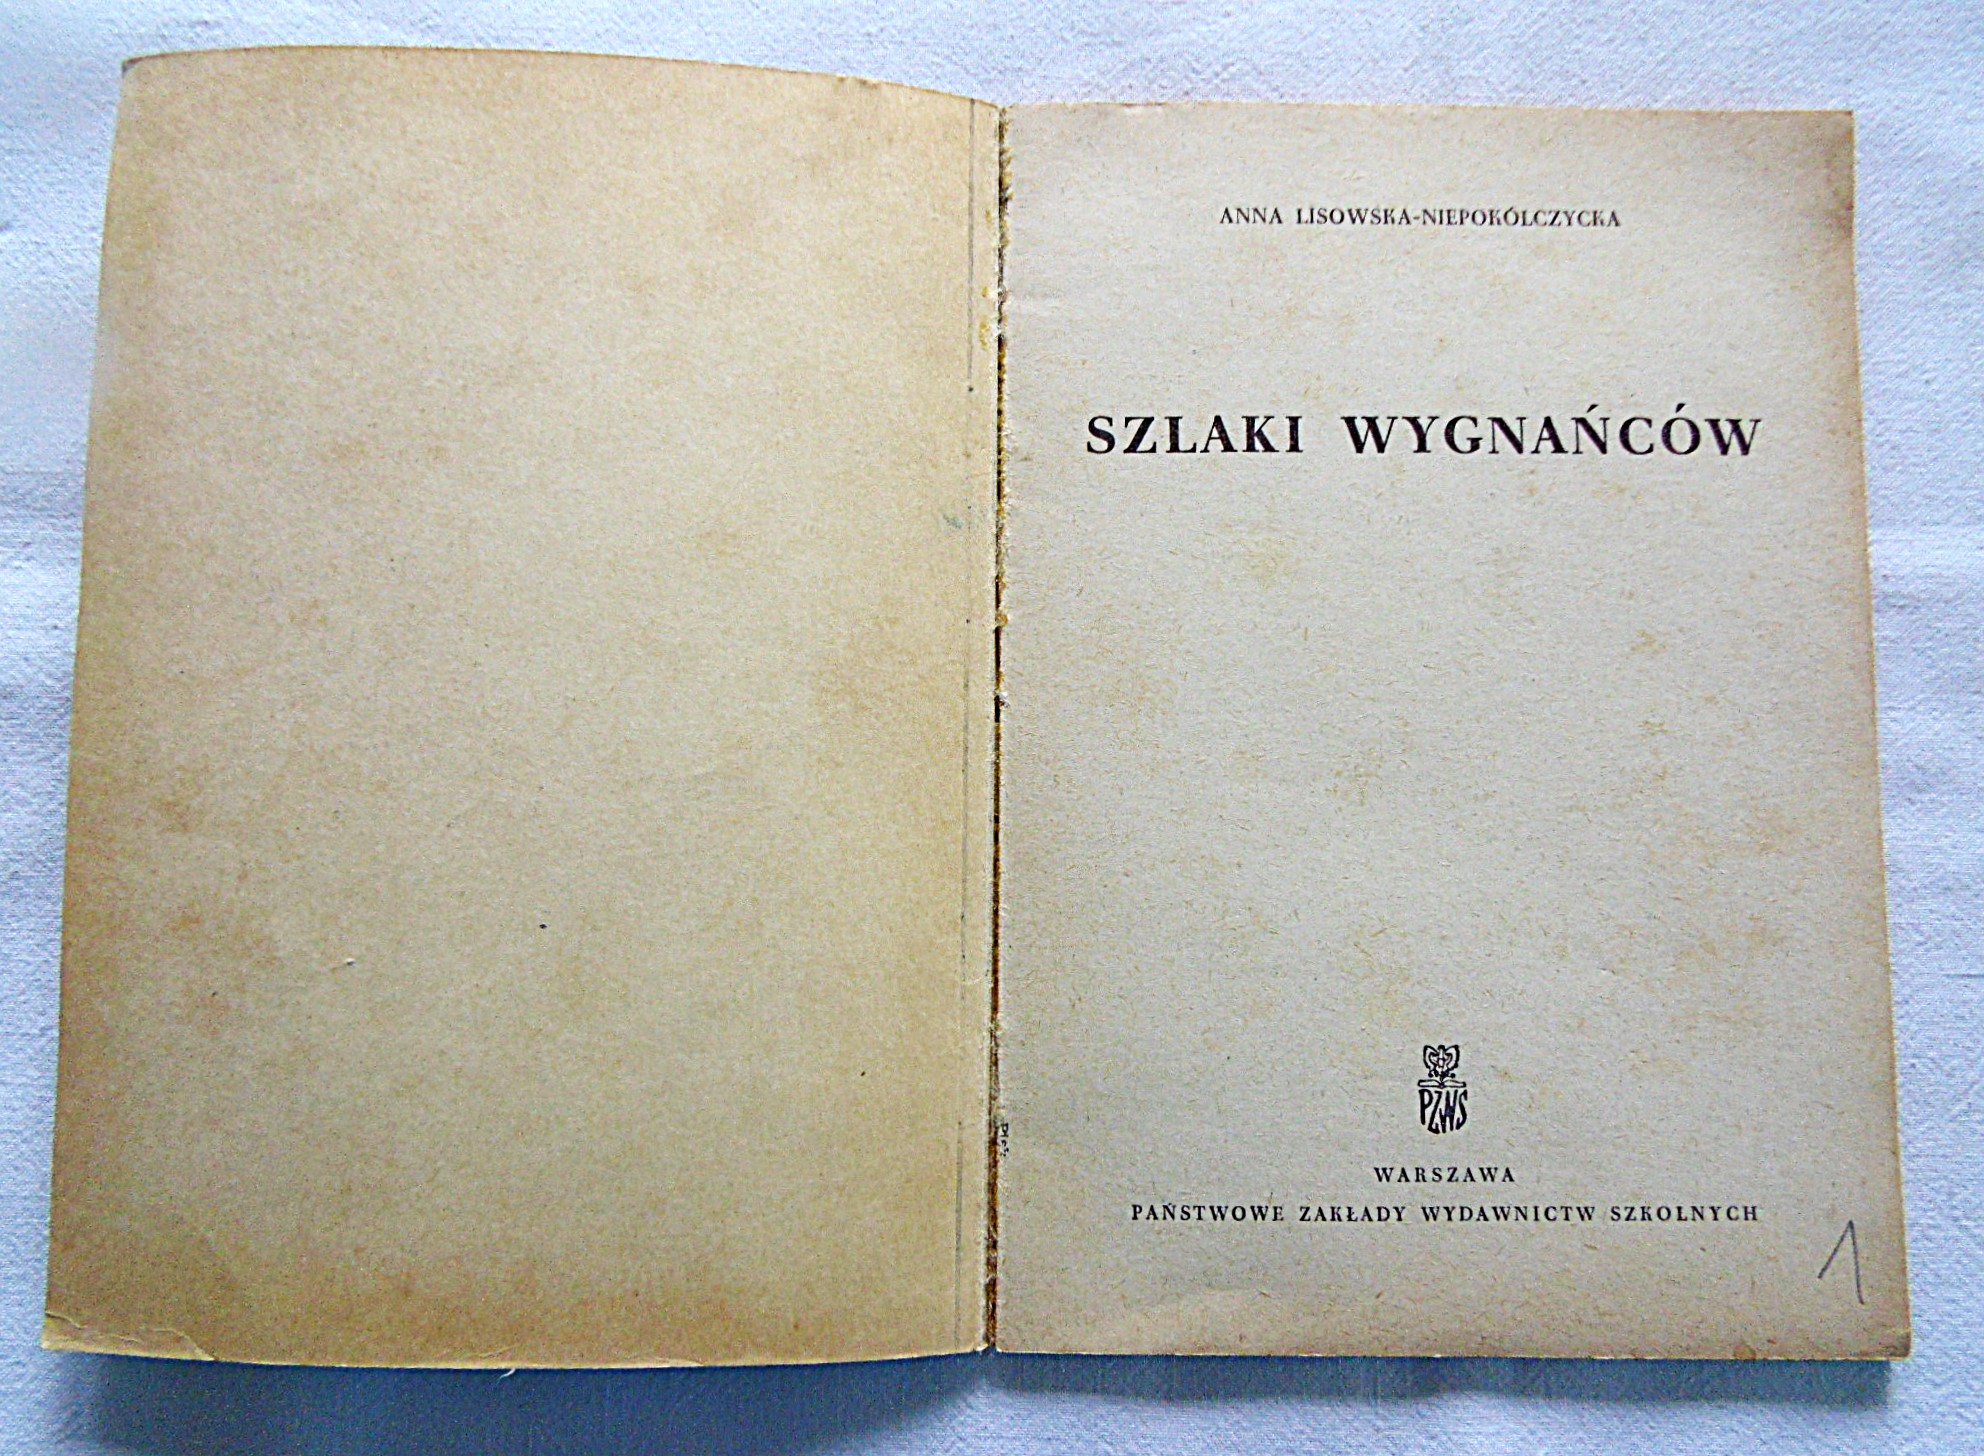 ANNA LISOWSKA-NIEPOKÓLCZYCKA
SZLAKI WYGNAŃCÓW
PZWS
WARSZAWA
PAŃSTWOWE ZAKŁADY WYDAWNICTW SZKOLNYCH
1